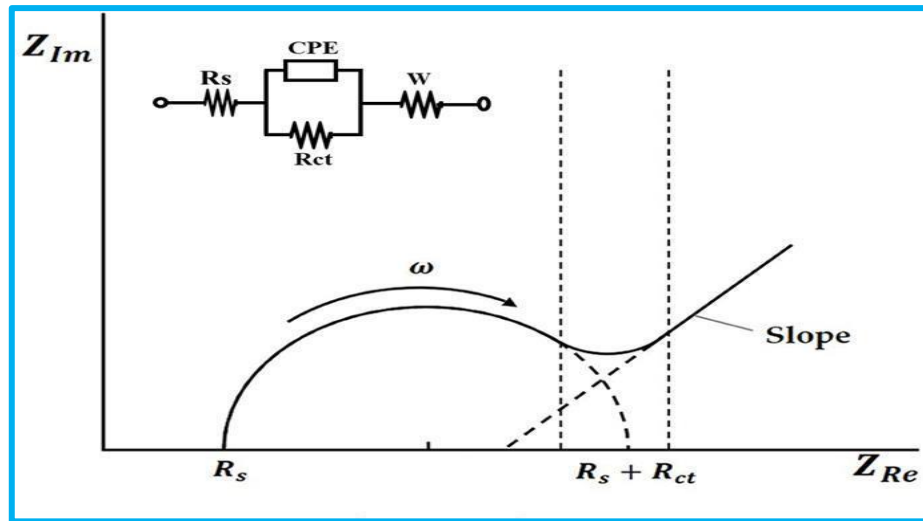 Z_Im
CPE
Rs
W
Rct
ω
Slope
R_s
R_s + R_ct
Z_Re